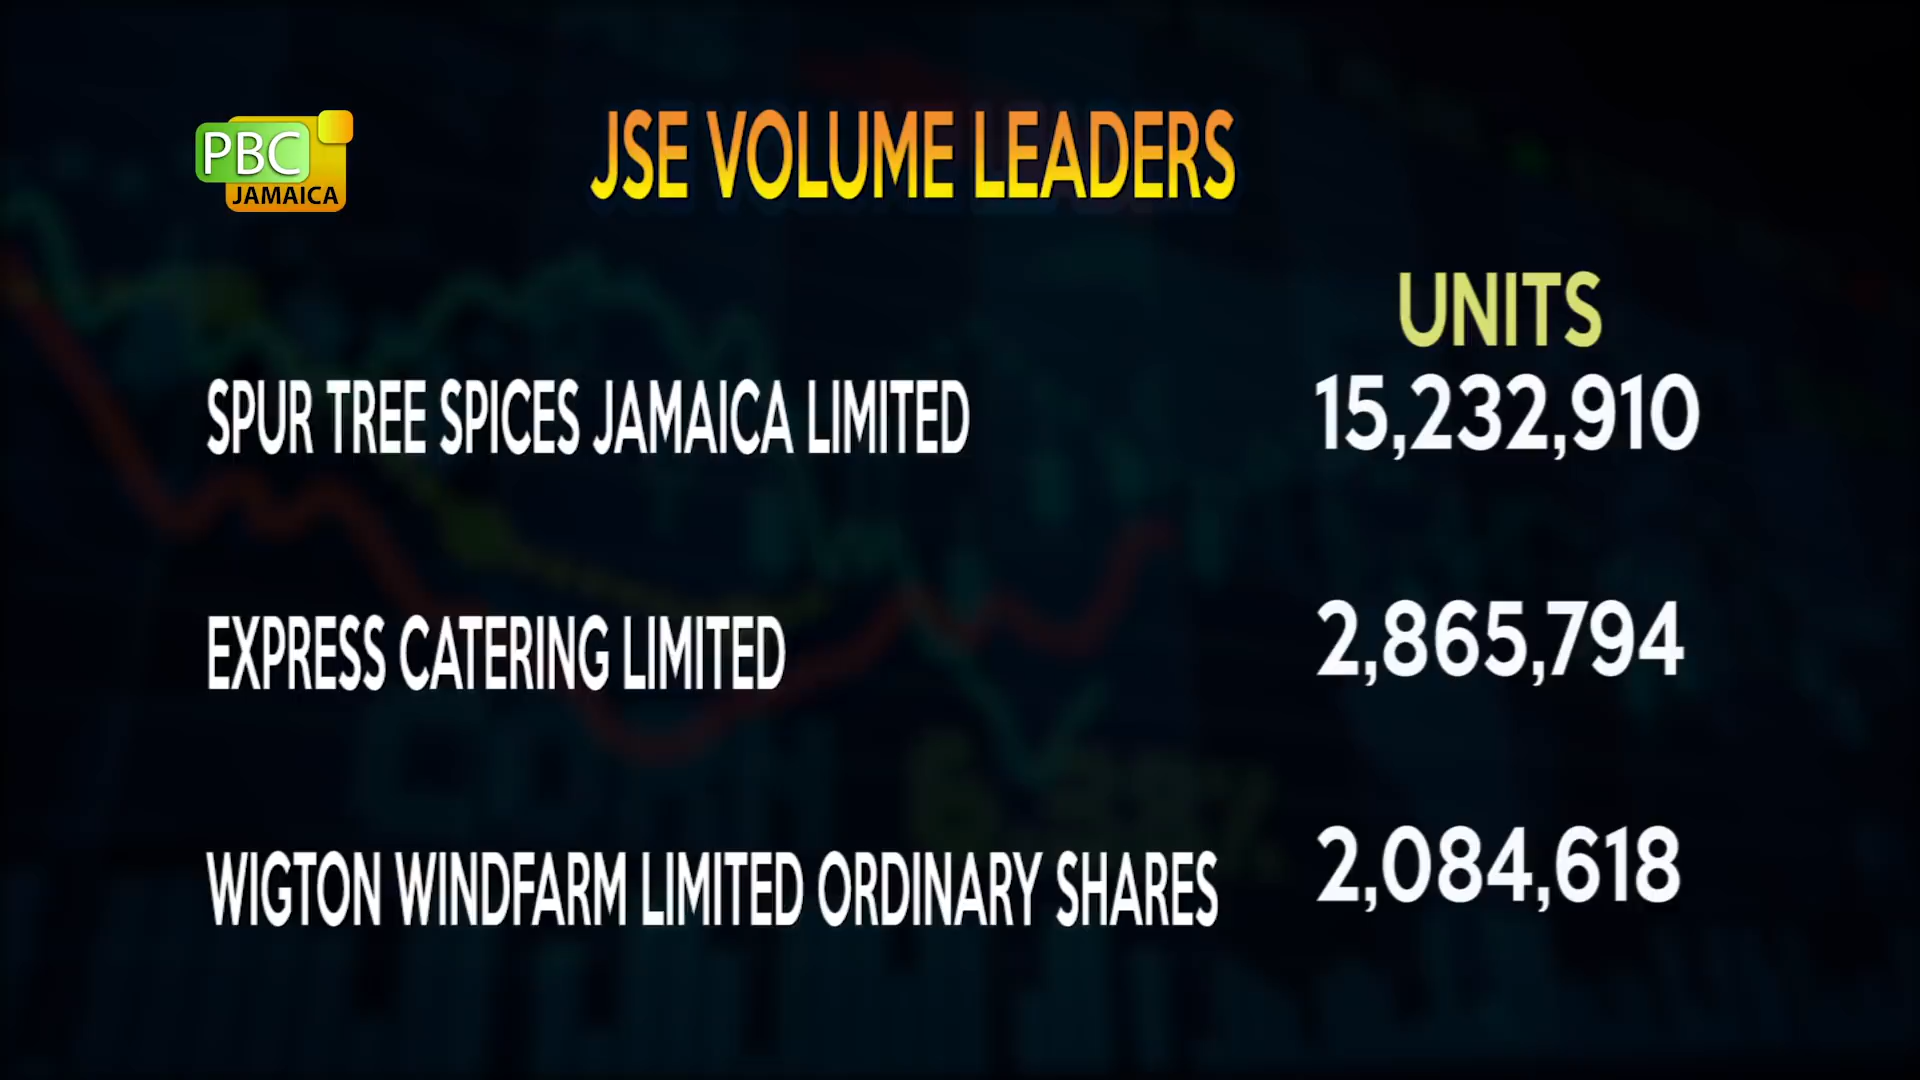 PBC
JAMAICA
JSE VOLUME LEADERS
UNITS
SPUR TREE SPICES JAMAICA LIMITED 15,232,910
EXPRESS CATERING LIMITED 2,865,794
WIGTON WINDFARM LIMITED ORDINARY SHARES 2,084,618